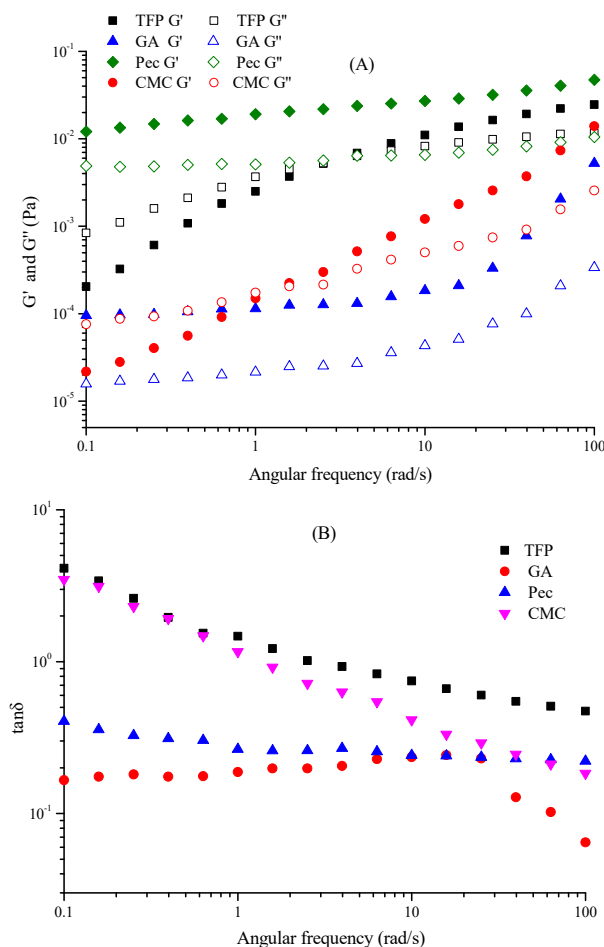 TFP G' TFP G"
GA G' GA G"
Pec G' Pec G"
CMC G' CMC G"
(A)
10⁻¹
10⁻²
10⁻³
10⁻⁴
10⁻⁵
G' and G" (Pa)
0.1 1 10 100
Angular frequency (rad/s)
(B)
TFP
GA
Pec
CMC
10¹
10⁰
10⁻¹
tanδ
0.1 1 10 100
Angular frequency (rad/s)